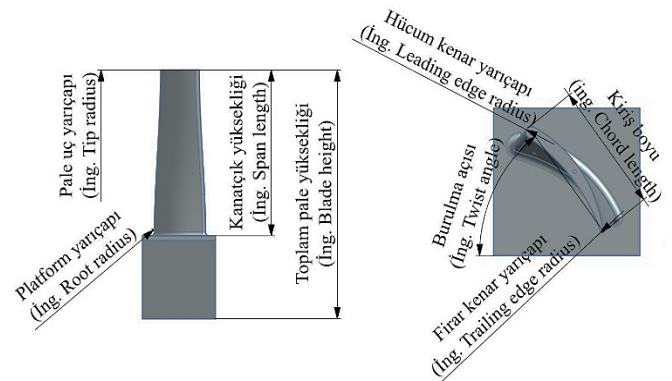 Pale uç yarıçapı
(İng. Tip radius)
Platform yarıçapı
(İng. Root radius)
Kanatçık yüksekliği
(İng. Span length)
Toplam pale yüksekliği
(İng. Blade height)
Hücum kenar yarıçapı
(İng. Leading edge radius)
Kiriş boyu
(ing. Chord length)
Burulma açısı
(İng. Twist angle)
Firar kenar yarıçapı
(İng. Trailing edge radius)